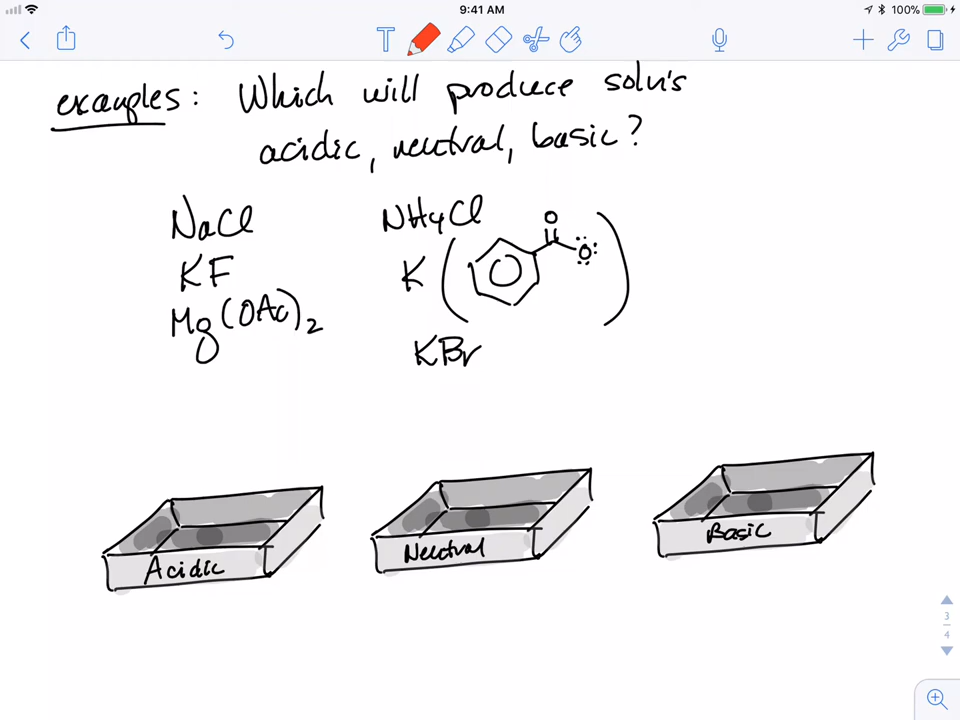 9:41 AM
100%
T
examples: Which will produce soln's
acidic, neutral, basic?
NaCl
KF
Mg(OAc)2
NH4Cl
K ( O O )
KBr
Acidic
Neutral
Basic
3
4